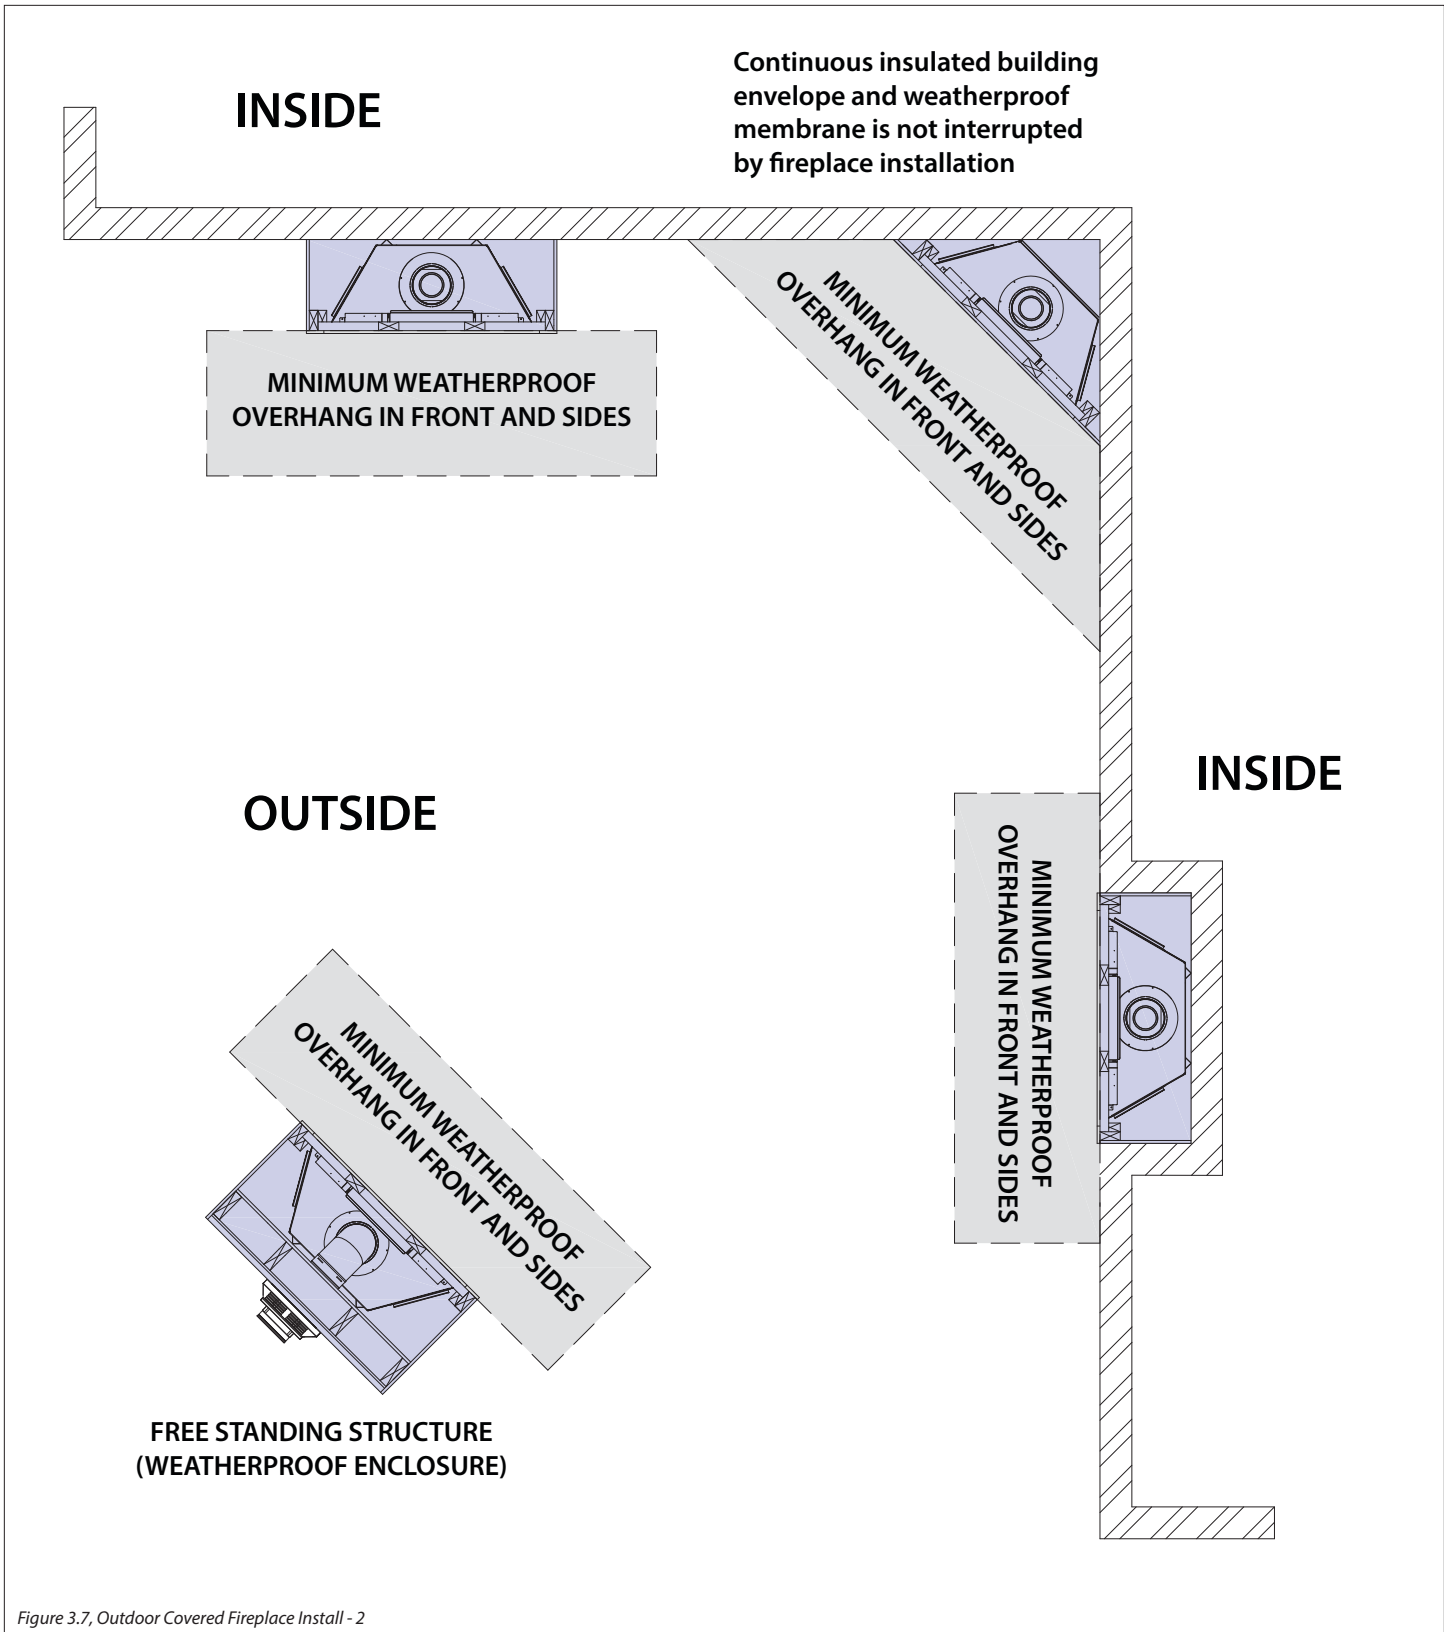 INSIDE
Continuous insulated building
envelope and weatherproof
membrane is not interrupted
by fireplace installation
MINIMUM WEATHERPROOF
OVERHANG IN FRONT AND SIDES
MINIMUM WEATHERPROOF
OVERHANG IN FRONT AND SIDES
INSIDE
OUTSIDE
MINIMUM WEATHERPROOF
OVERHANG IN FRONT AND SIDES
MINIMUM WEATHERPROOF
OVERHANG IN FRONT AND SIDES
FREE STANDING STRUCTURE
(WEATHERPROOF ENCLOSURE)
Figure 3.7, Outdoor Covered Fireplace Install - 2